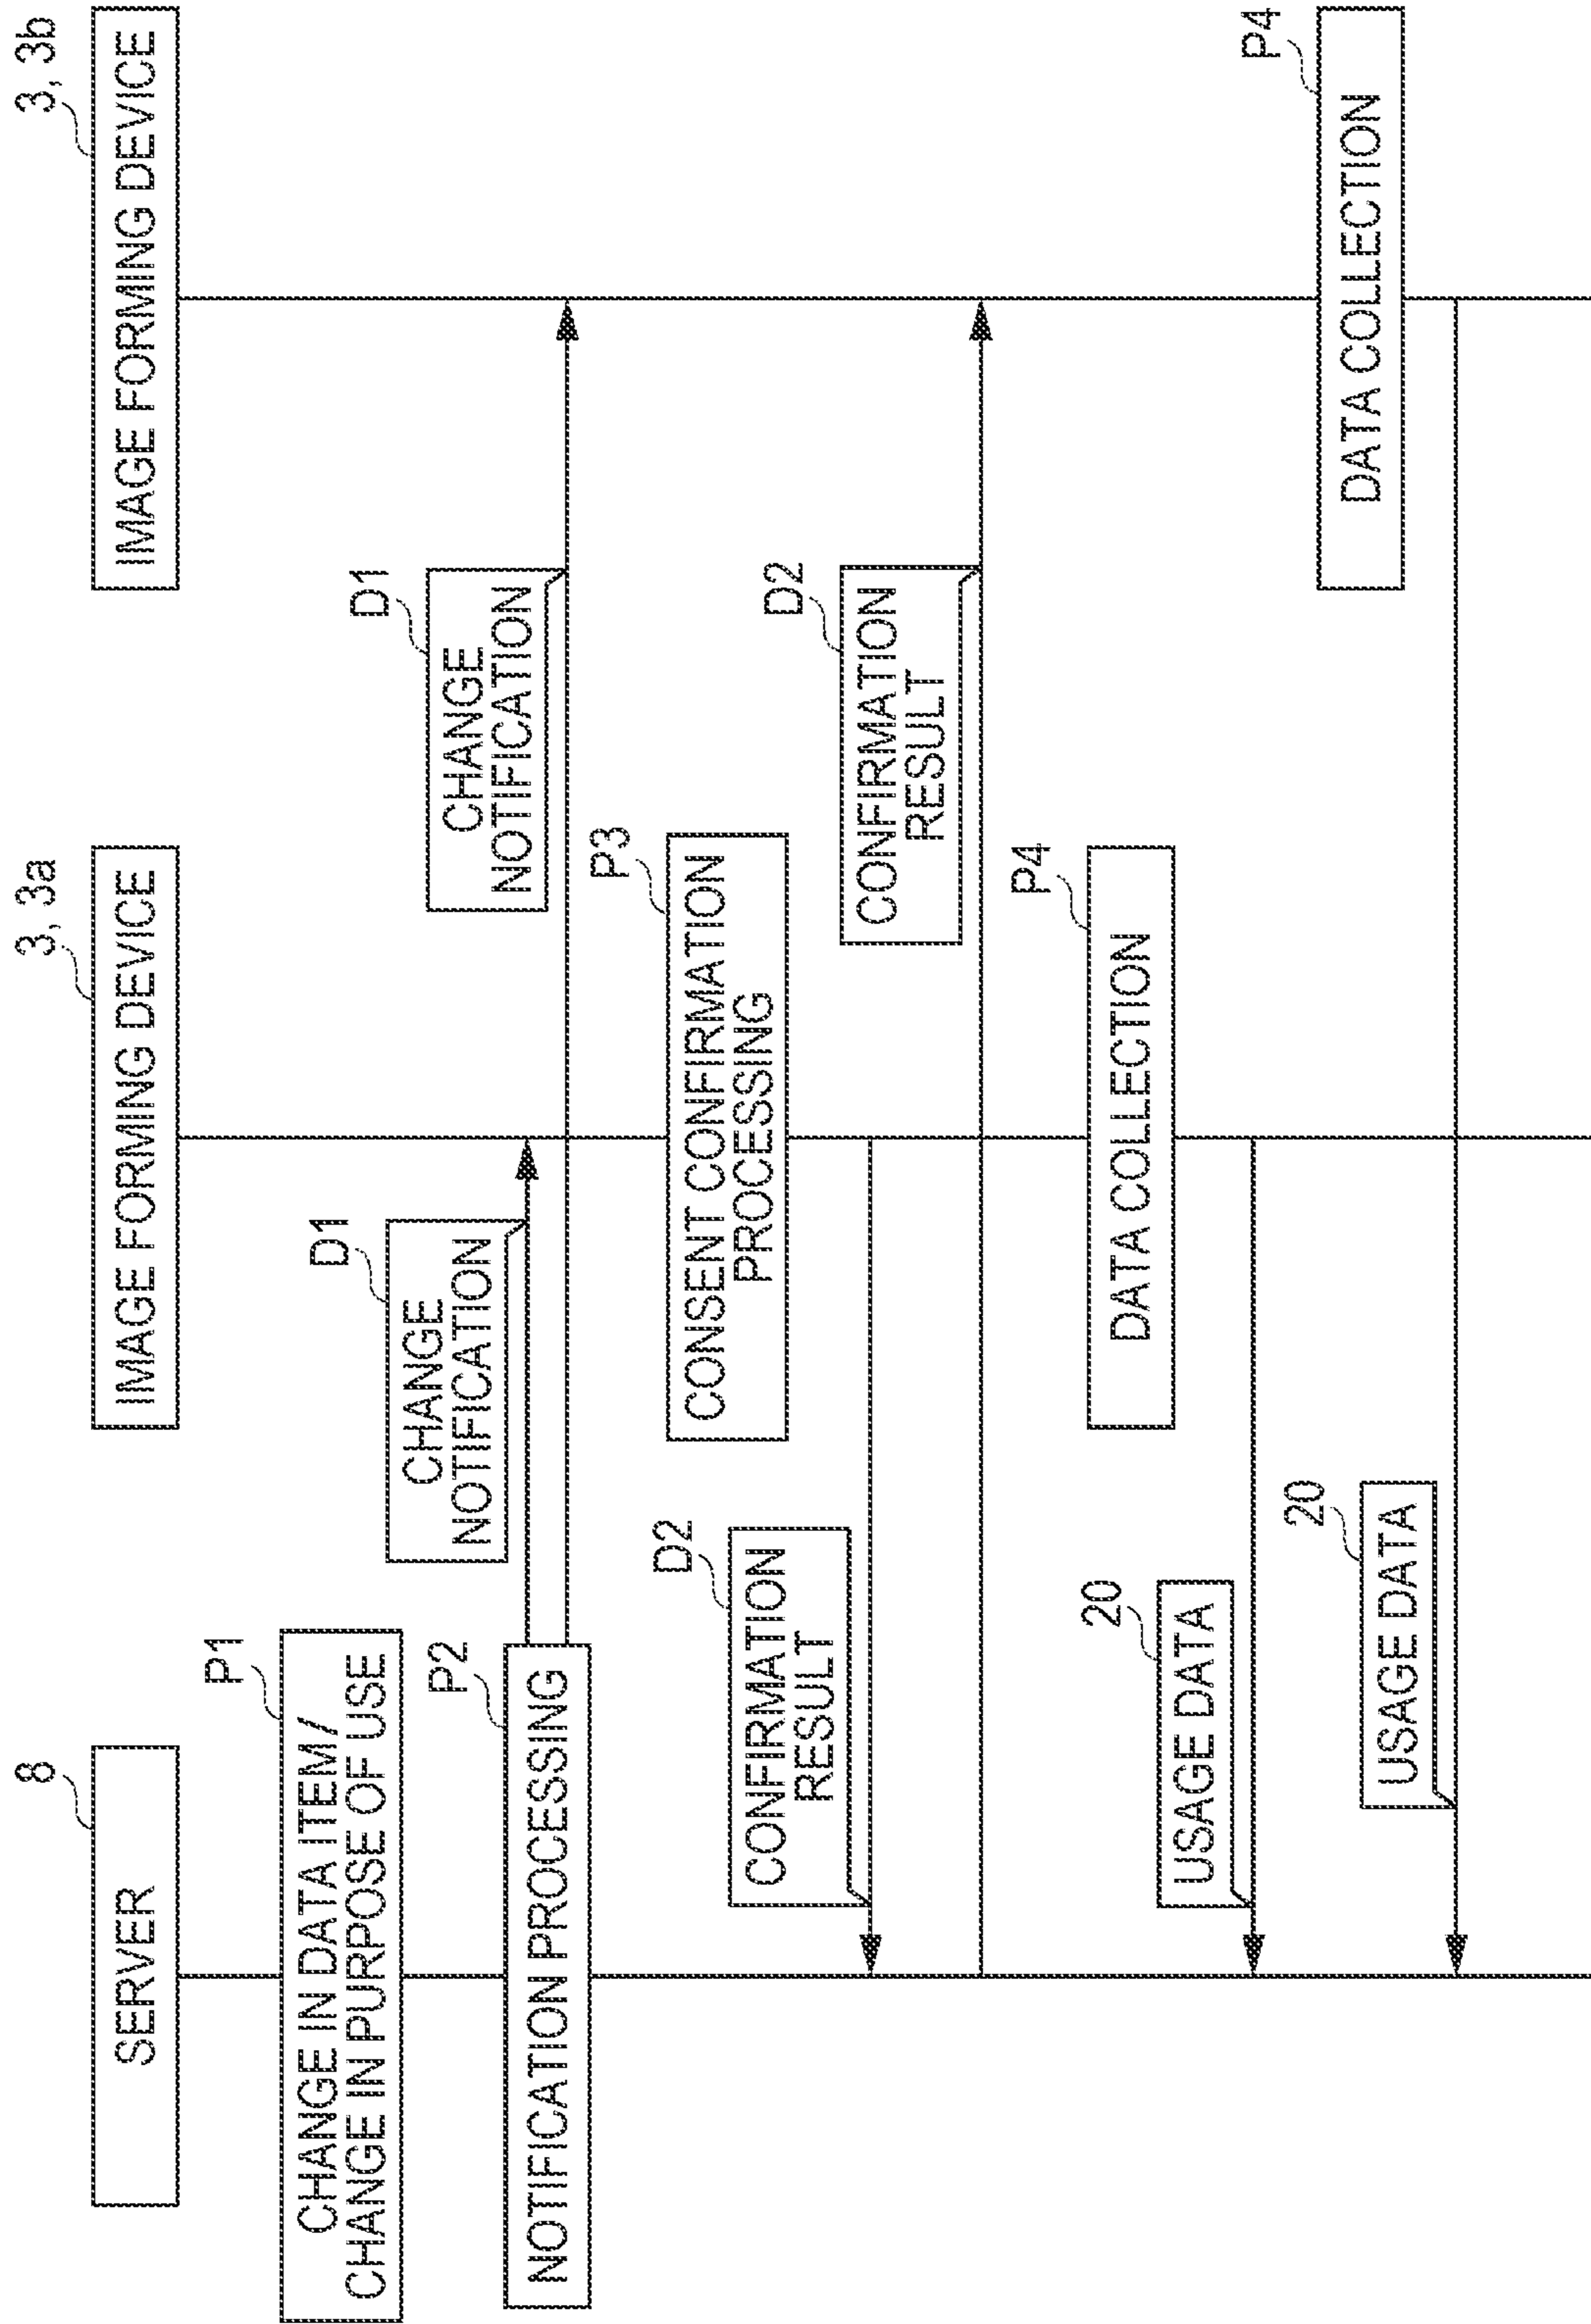 8
SERVER
3, 3a
IMAGE FORMING DEVICE
3, 3b
IMAGE FORMING DEVICE
P1
CHANGE IN DATA ITEM/
CHANGE IN PURPOSE OF USE
P2
NOTIFICATION PROCESSING
D1
CHANGE
NOTIFICATION
D1
CHANGE
NOTIFICATION
P3
CONSENT CONFIRMATION
PROCESSING
D2
CONFIRMATION
RESULT
D2
CONFIRMATION
RESULT
P4
DATA COLLECTION
20
USAGE DATA
P4
DATA COLLECTION
20
USAGE DATA